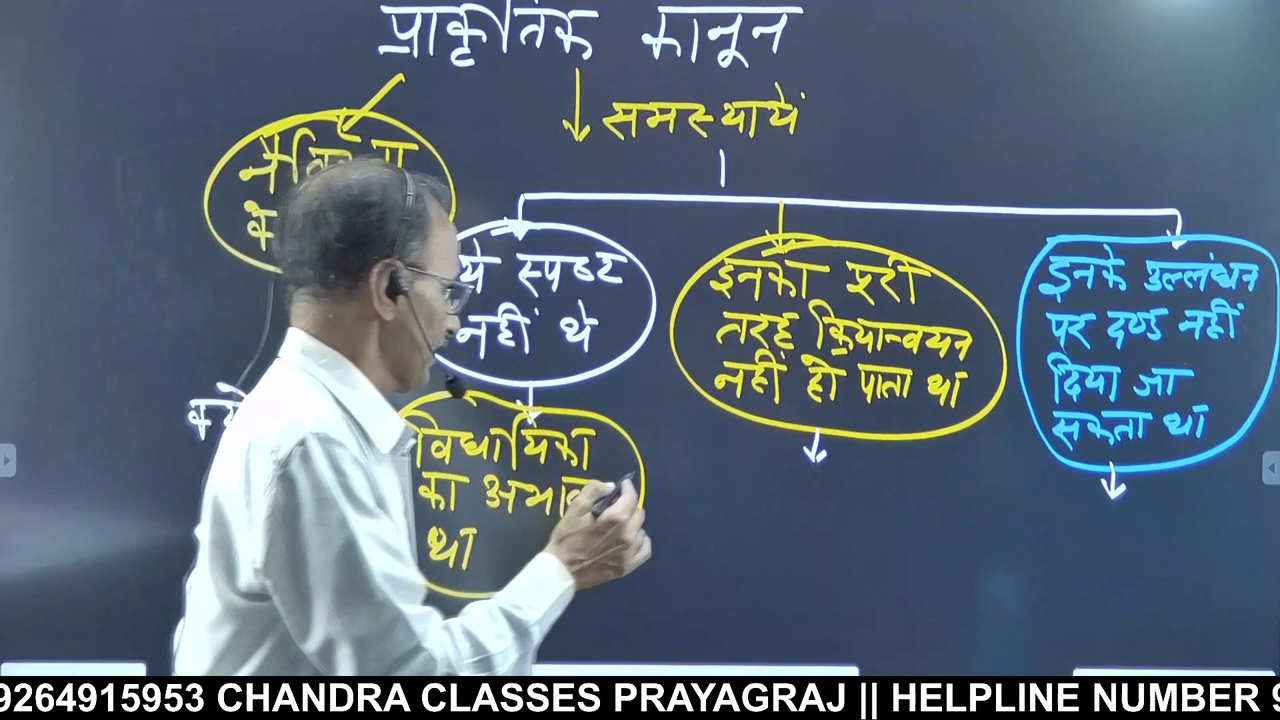 प्राकृतिक कानून
समस्यायें
ये स्पष्ट
नहीं थे
इनका पूरी
तरह क्रियान्वयन
नहीं हो पाता था
इनके उल्लंघन
पर दण्ड नहीं
दिया जा
सकता था
विधायिका
का अभाव
था
9264915953 CHANDRA CLASSES PRAYAGRAJ || HELPLINE NUMBER 9